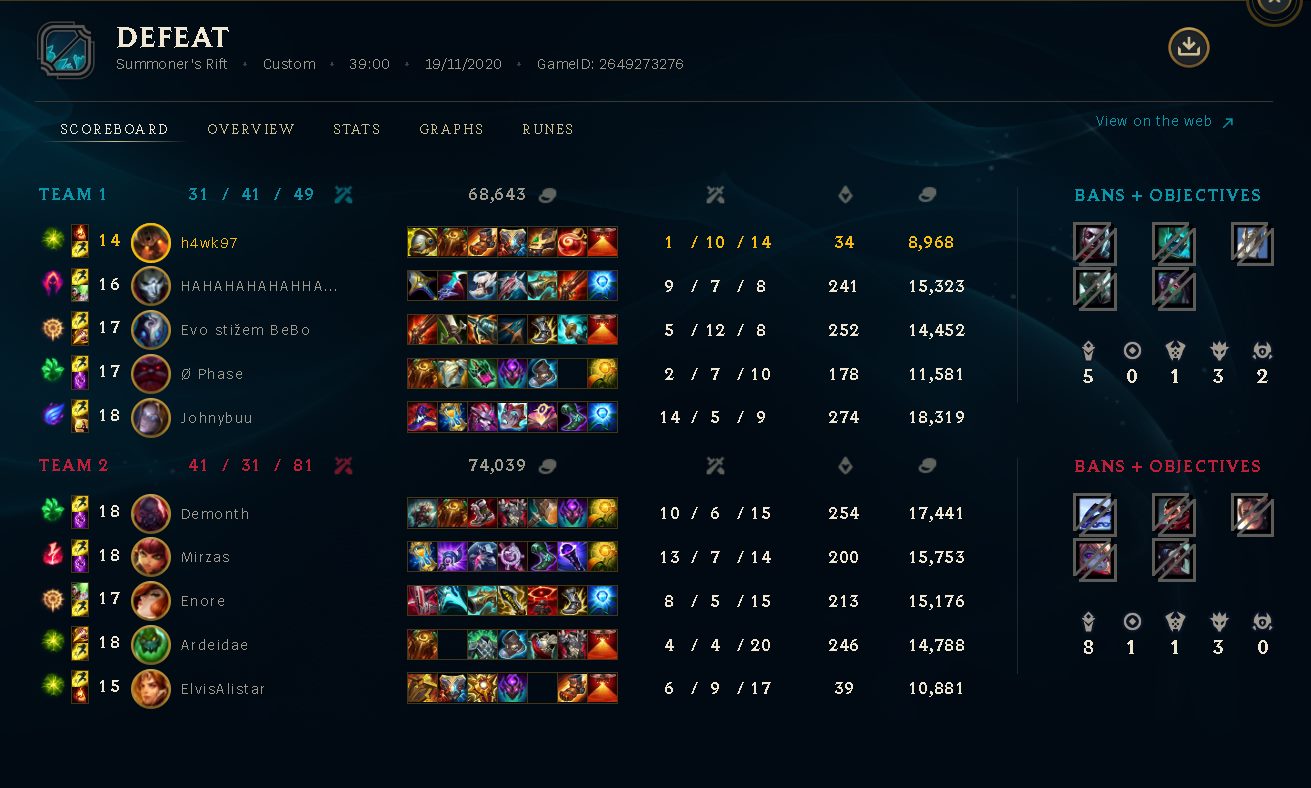 DEFEAT
Summoner's Rift • Custom • 39:00 • 19/11/2020 • GameID: 2649273276
SCOREBOARD OVERVIEW STATS GRAPHS RUNES
View on the web
TEAM 1 31 / 41 / 49 68,643 BANS + OBJECTIVES
14 h4wk97 1 / 10 / 14 34 8,968
16 HAHAHAHAHAHHA... 9 / 7 / 8 241 15,323
17 Evo stižem BeBo 5 / 12 / 8 252 14,452
17 Ø Phase 2 / 7 / 10 178 11,581
18 Johnybuu 14 / 5 / 9 274 18,319
5 0 1 3 2
TEAM 2 41 / 31 / 81 74,039 BANS + OBJECTIVES
18 Demonth 10 / 6 / 15 254 17,441
18 Mirzas 13 / 7 / 14 200 15,753
17 Enore 8 / 5 / 15 213 15,176
18 Ardeidae 4 / 4 / 20 246 14,788
15 ElvisAlistar 6 / 9 / 17 39 10,881
8 1 1 3 0